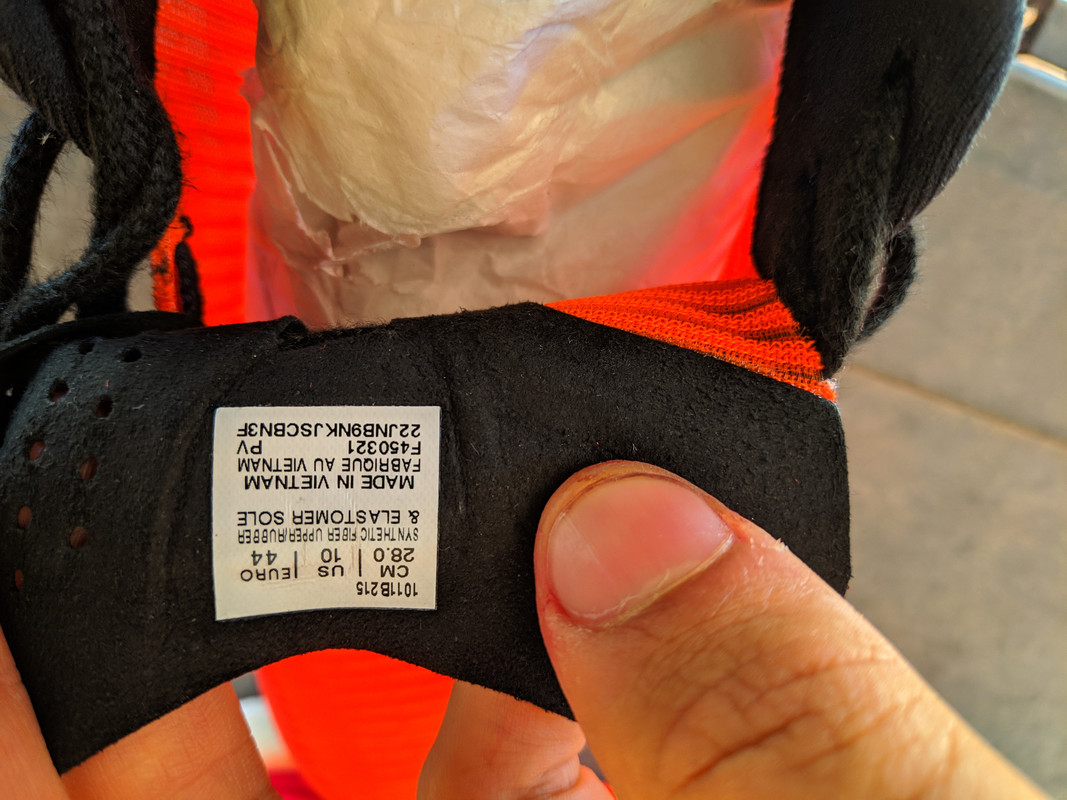 1011B215
CM | US | EURO
28.0 | 10 | 44
SYNTHETIC FIBER UPPER/RUBBER
& ELASTOMER SOLE
MADE IN VIETNAM
FABRIQUE AU VIETNAM
F450321 PV
22JNB9NKJSCBN3F